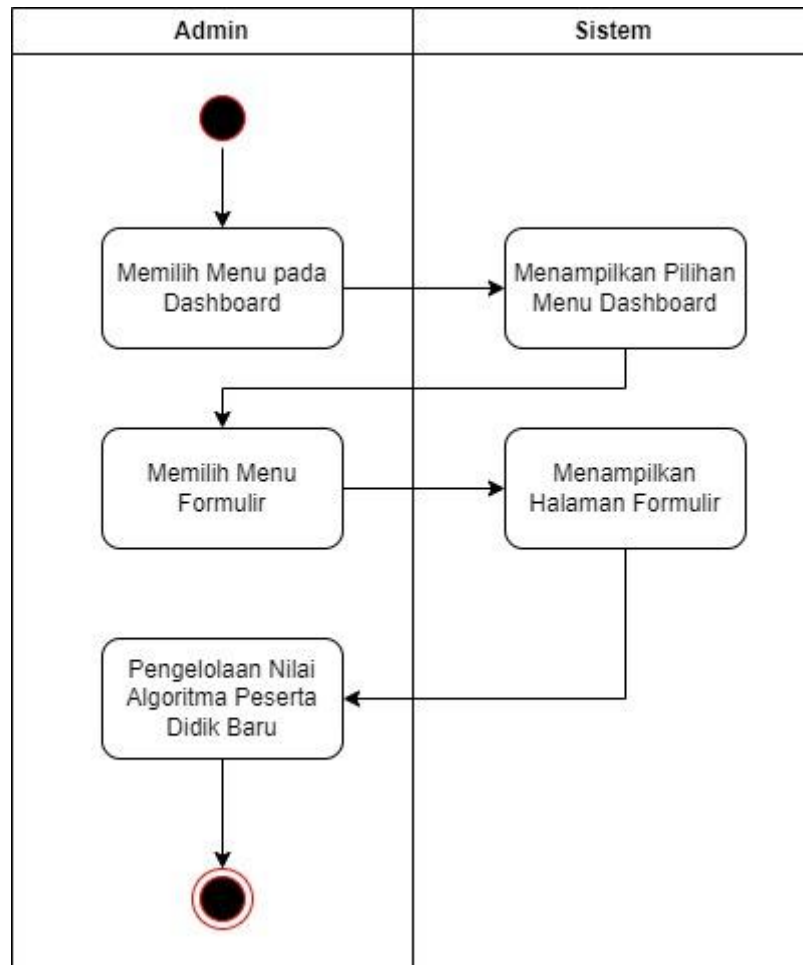 Admin
Sistem
Memilih Menu pada
Dashboard
Menampilkan Pilihan
Menu Dashboard
Memilih Menu
Formulir
Menampilkan
Halaman Formulir
Pengelolaan Nilai
Algoritma Peserta
Didik Baru